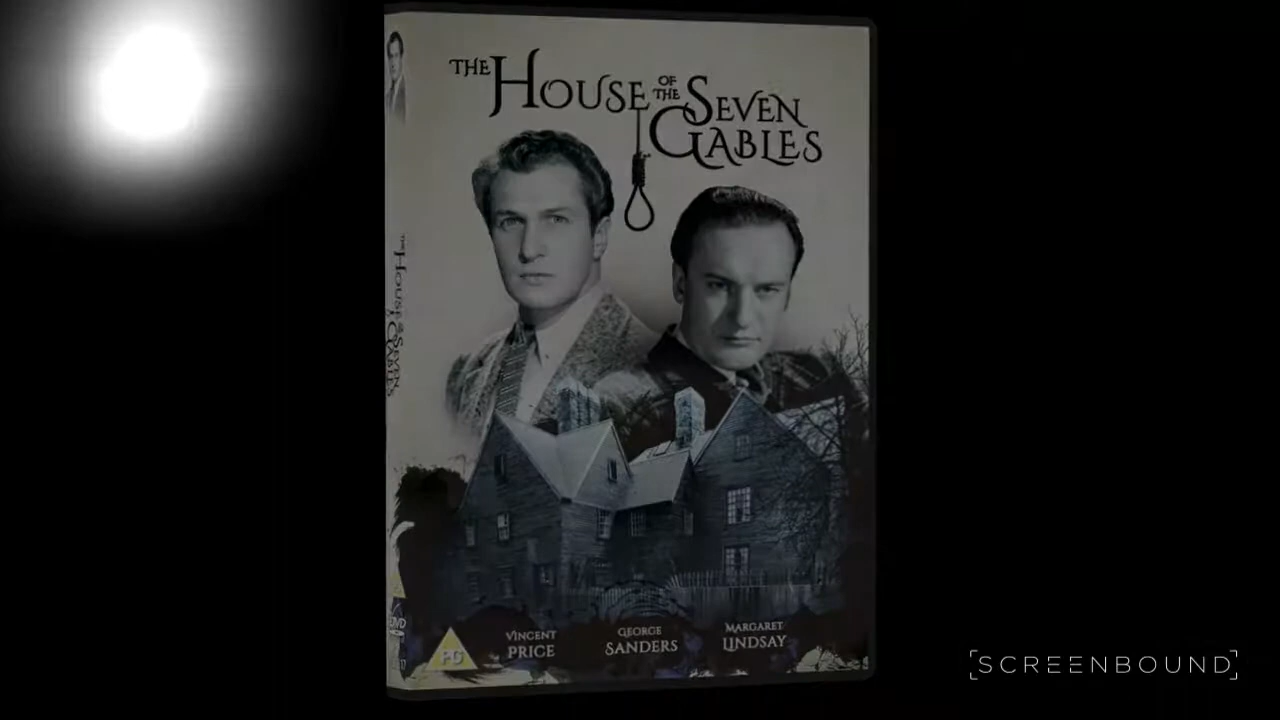 THE HOUSE OF THE SEVEN
GABLES
THE HOUSE OF THE SEVEN
GABLES
VINCENT
PRICE
GEORGE
SANDERS
MARGARET
LINDSAY
PG
DVD
[SCREENBOUND]